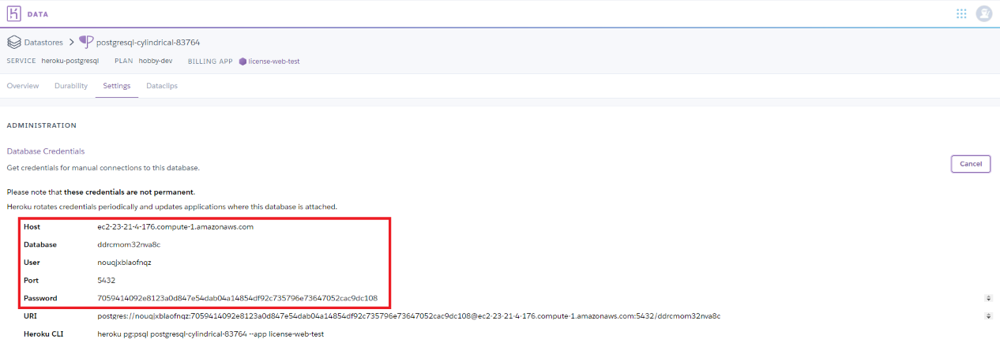 DATA
Datastores > postgresql-cylindrical-83764
SERVICE heroku-postgresql PLAN hobby-dev BILLING APP license-web-test
Overview Durability Settings Dataclips
ADMINISTRATION
Database Credentials
Get credentials for manual connections to this database.
Cancel
Please note that these credentials are not permanent.
Heroku rotates credentials periodically and updates applications where this database is attached.
Host ec2-23-21-4-176.compute-1.amazonaws.com
Database ddrcmom32nva8c
User nouqjxblaofnqz
Port 5432
Password 7059414092e8123a0d847e54dab04a14854df92c735796e73647052cac9dc108
URI postgres://nouqjxblaofnqz:7059414092e8123a0d847e54dab04a14854df92c735796e73647052cac9dc108@ec2-23-21-4-176.compute-1.amazonaws.com:5432/ddrcmom32nva8c
Heroku CLI heroku pg:psql postgresql-cylindrical-83764 --app license-web-test